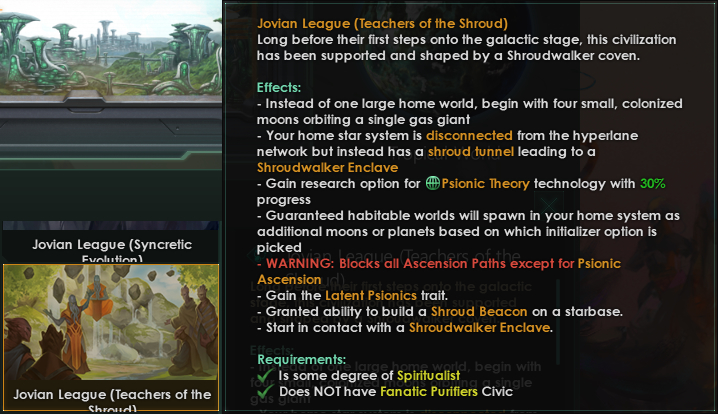 Jovian League (Syncretic
Evolution)
Jovian League (Teachers of the
Shroud)
Jovian League (Teachers of the Shroud)
Long before their first steps onto the galactic stage, this civilization
has been supported and shaped by a Shroudwalker coven.
Effects:
- Instead of one large home world, begin with four small, colonized
moons orbiting a single gas giant
- Your home star system is disconnected from the hyperlane
network but instead has a shroud tunnel leading to a
Shroudwalker Enclave
- Gain research option for Psionic Theory technology with 30%
progress
- Guaranteed habitable worlds will spawn in your home system as
additional moons or planets based on which initializer option is
picked
- WARNING: Blocks all Ascension Paths except for Psionic
Ascension
- Gain the Latent Psionics trait.
- Granted ability to build a Shroud Beacon on a starbase.
- Start in contact with a Shroudwalker Enclave.
Requirements:
Is some degree of Spiritualist
Does NOT have Fanatic Purifiers Civic